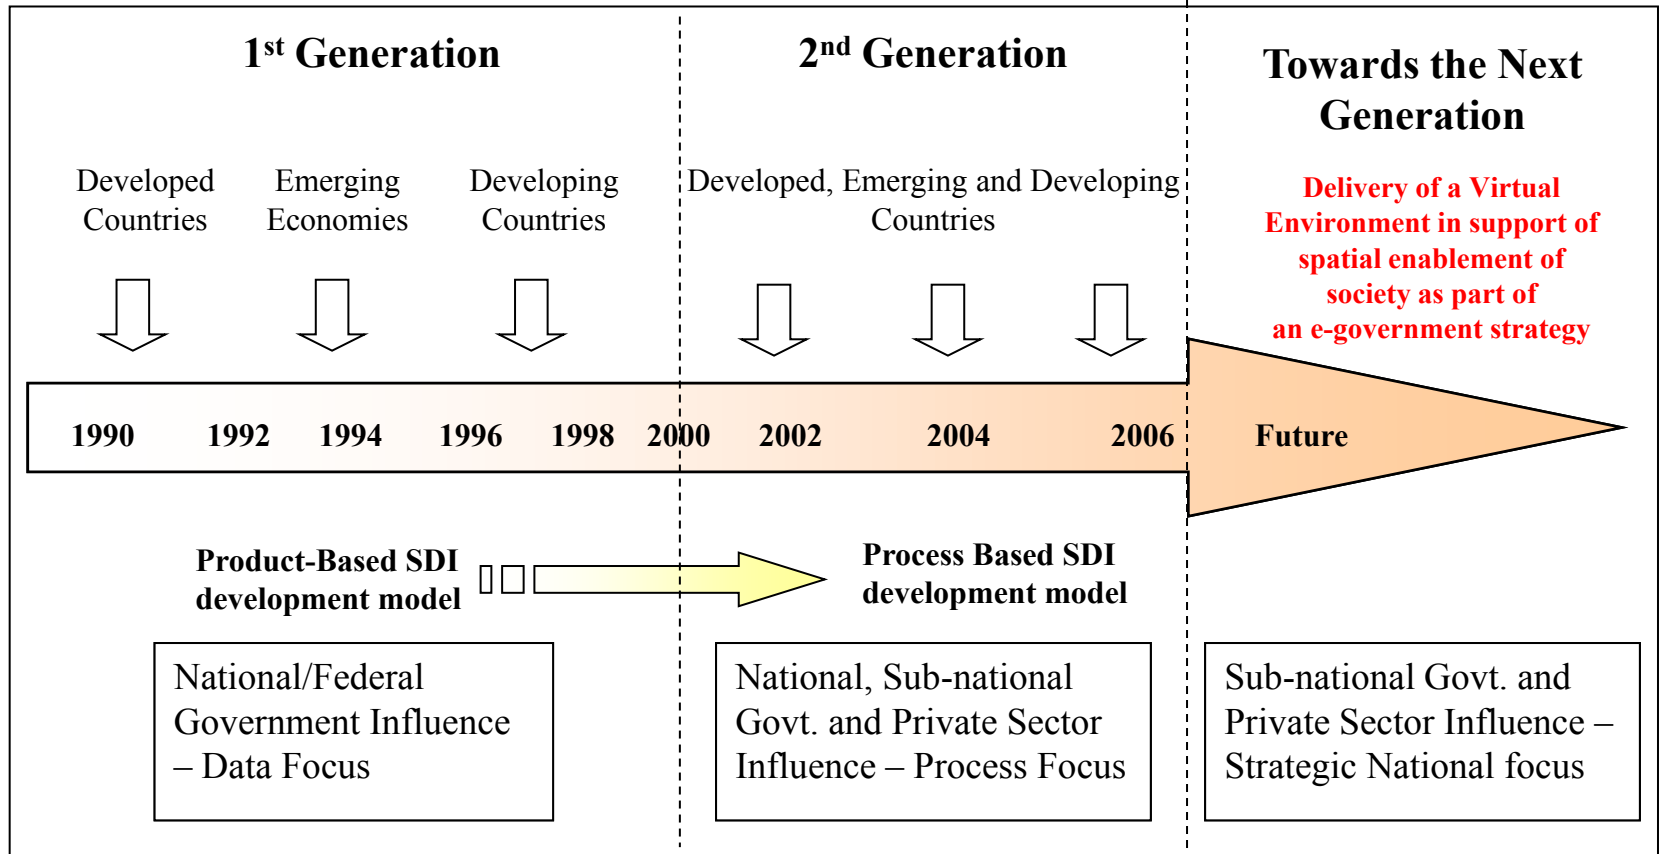 1st Generation
2nd Generation
Towards the Next
Generation
Developed
Countries
Emerging
Economies
Developing
Countries
Developed, Emerging and Developing
Countries
Delivery of a Virtual
Environment in support of
spatial enablement of
society as part of
an e-government strategy
1990 1992 1994 1996 1998 2000 2002 2004 2006 Future
Product-Based SDI
development model
Process Based SDI
development model
National/Federal
Government Influence
– Data Focus
National, Sub-national
Govt. and Private Sector
Influence – Process Focus
Sub-national Govt. and
Private Sector Influence –
Strategic National focus